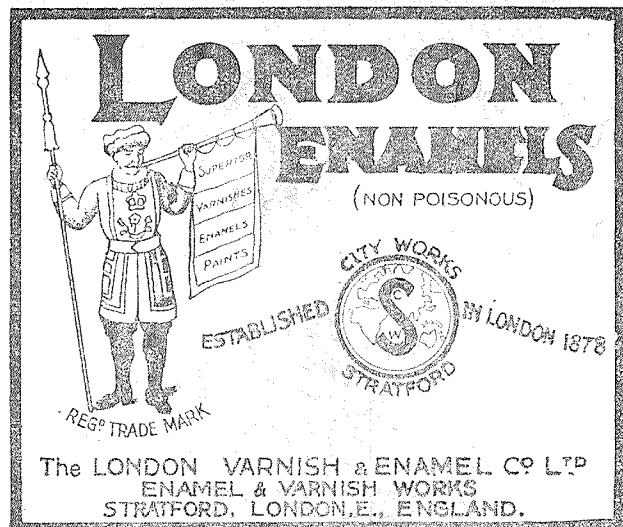 LONDON
ENAMELS
(NON POISONOUS)
SUPERIOR
VARNISHES
ENAMELS
PAINTS
CITY WORKS
ESTABLISHED
C
S
W
IN LONDON 1878
STRATFORD
REGD. TRADE MARK
The LONDON VARNISH & ENAMEL CO LTD
ENAMEL & VARNISH WORKS
STRATFORD, LONDON, E., ENGLAND.